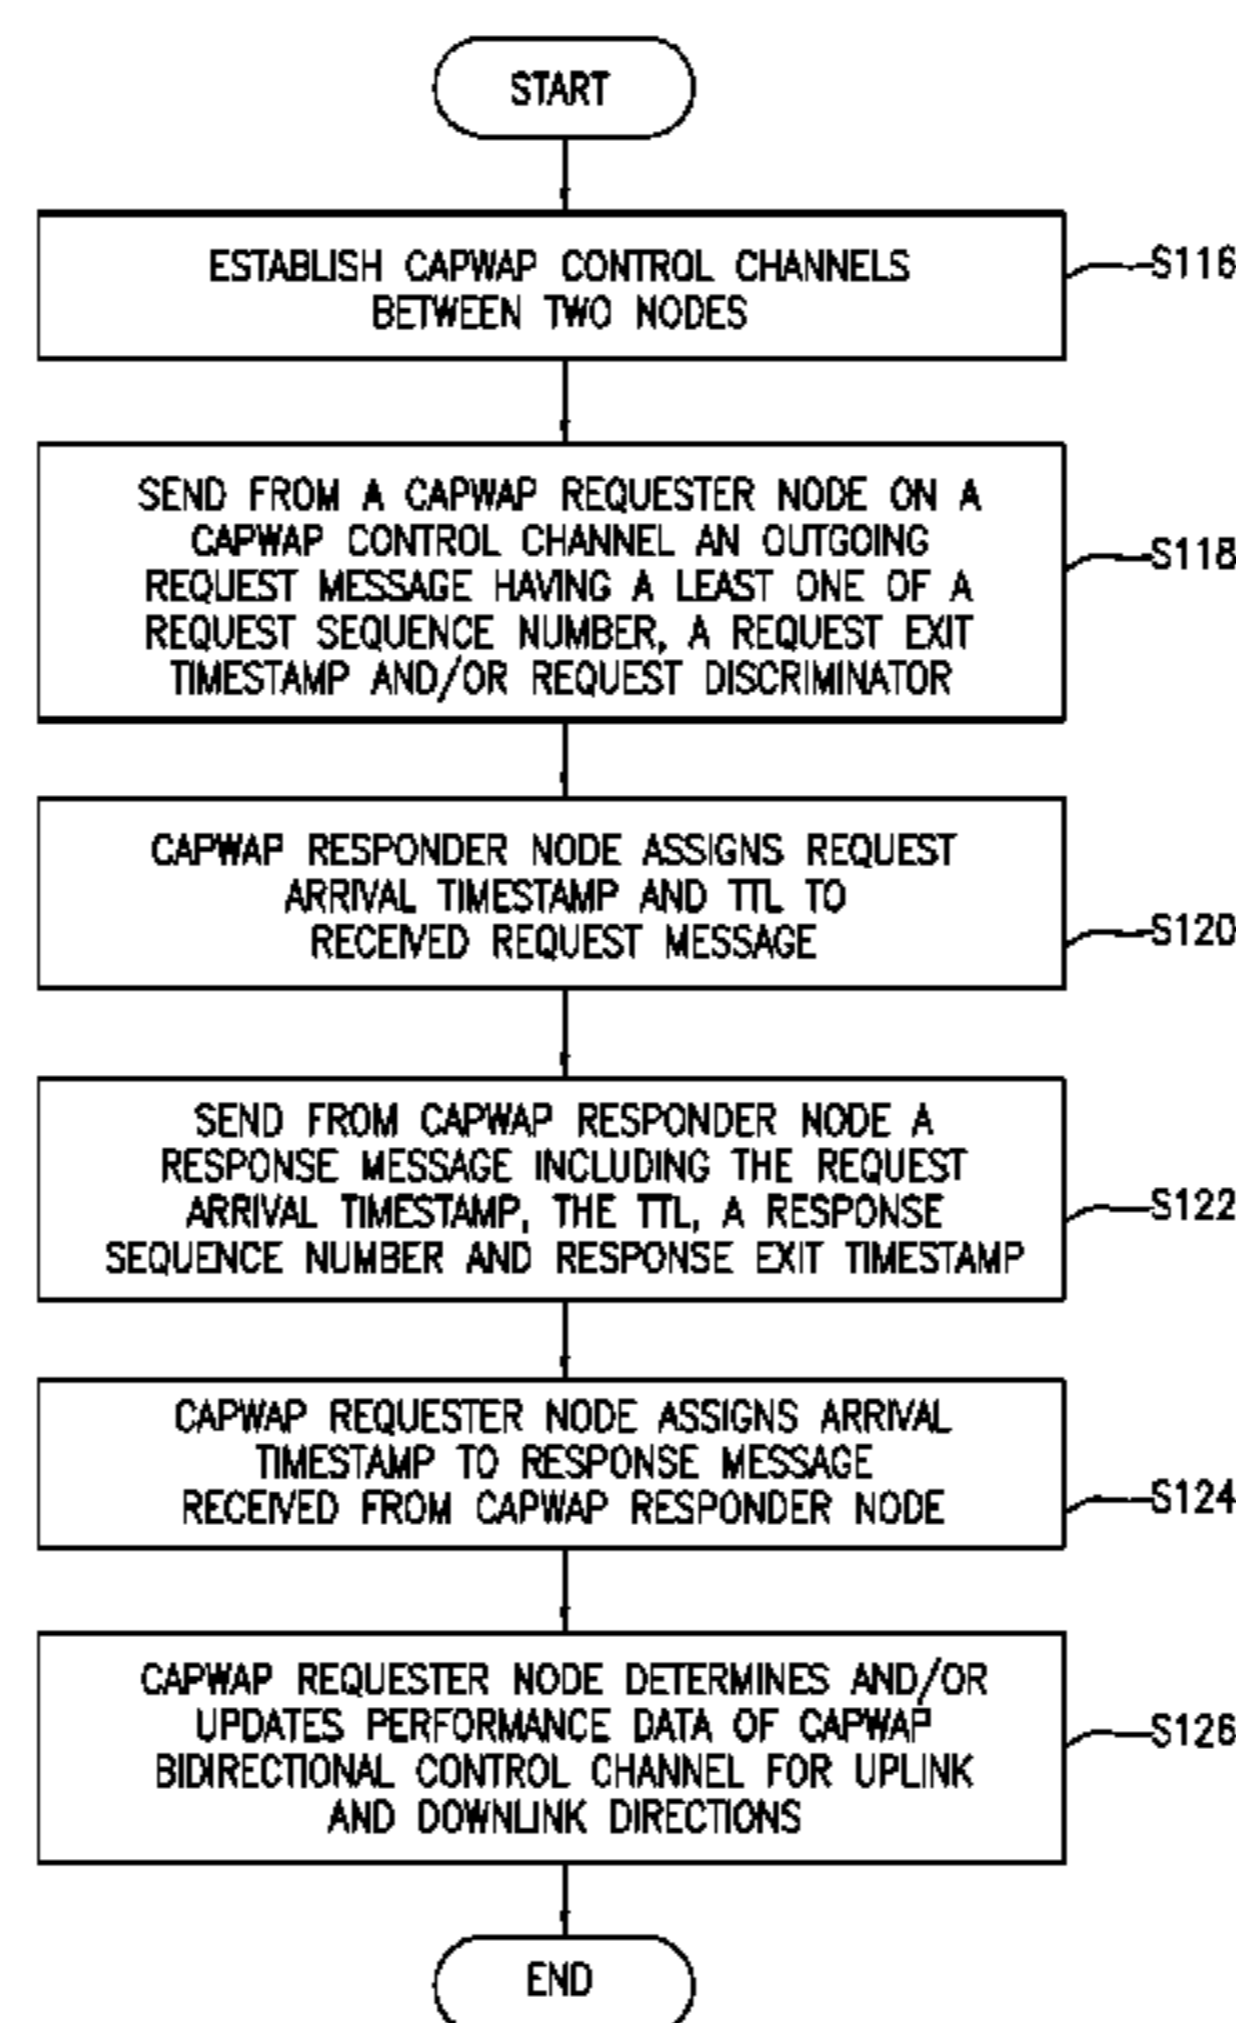 START
ESTABLISH CAPWAP CONTROL CHANNELS
BETWEEN TWO NODES
S116
SEND FROM A CAPWAP REQUESTER NODE ON A
CAPWAP CONTROL CHANNEL AN OUTGOING
REQUEST MESSAGE HAVING A LEAST ONE OF A
REQUEST SEQUENCE NUMBER, A REQUEST EXIT
TIMESTAMP AND/OR REQUEST DISCRIMINATOR
S118
CAPWAP RESPONDER NODE ASSIGNS REQUEST
ARRIVAL TIMESTAMP AND TTL TO
RECEIVED REQUEST MESSAGE
S120
SEND FROM CAPWAP RESPONDER NODE A
RESPONSE MESSAGE INCLUDING THE REQUEST
ARRIVAL TIMESTAMP, THE TTL, A RESPONSE
SEQUENCE NUMBER AND RESPONSE EXIT TIMESTAMP
S122
CAPWAP REQUESTER NODE ASSIGNS ARRIVAL
TIMESTAMP TO RESPONSE MESSAGE
RECEIVED FROM CAPWAP RESPONDER NODE
S124
CAPWAP REQUESTER NODE DETERMINES AND/OR
UPDATES PERFORMANCE DATA OF CAPWAP
BIDIRECTIONAL CONTROL CHANNEL FOR UPLINK
AND DOWNLINK DIRECTIONS
S126
END